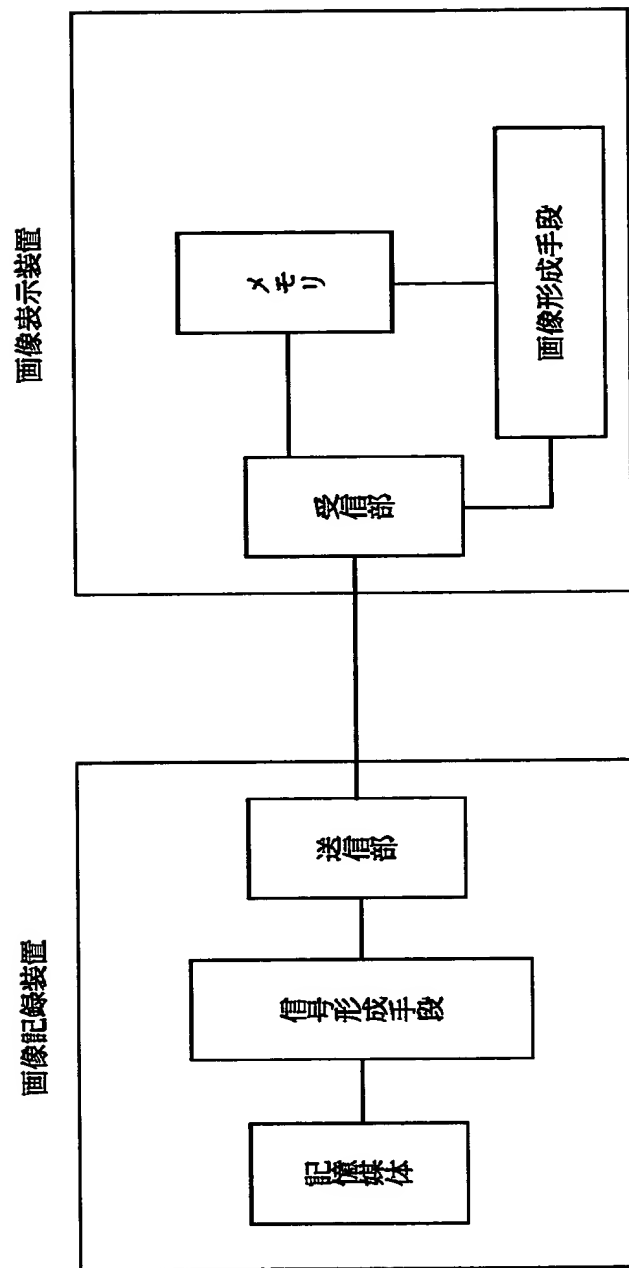 画像記録装置
画像表示装置
記憶媒体
信号形成手段
送信部
受信部
メモリ
画像形成手段